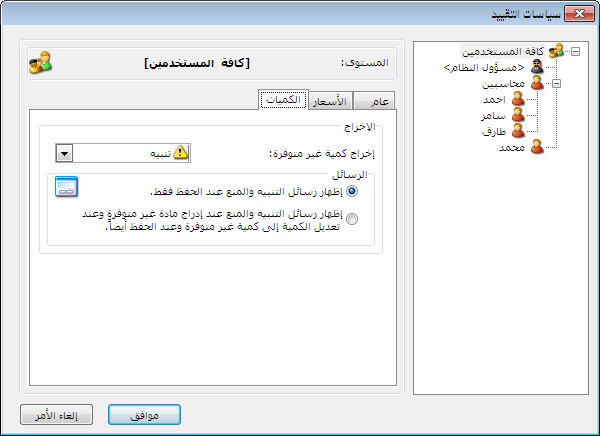 سياسات التقييد
كافة المستخدمين
<مسؤول النظام>
محاسبين
احمد
سامر
طارق
محمد
المستوى:
[كافة المستخدمين]
عام
الأسعار
الكميات
الإخراج
إخراج كمية غير متوفرة:
تنبيه
الرسائل
إظهار رسائل التنبيه والمنع عند الحفظ فقط.
إظهار رسائل التنبيه والمنع عند إدراج مادة غير متوفرة وعند
تعديل الكمية إلى كمية غير متوفرة وعند الحفظ أيضاً.
موافق
إلغاء الأمر